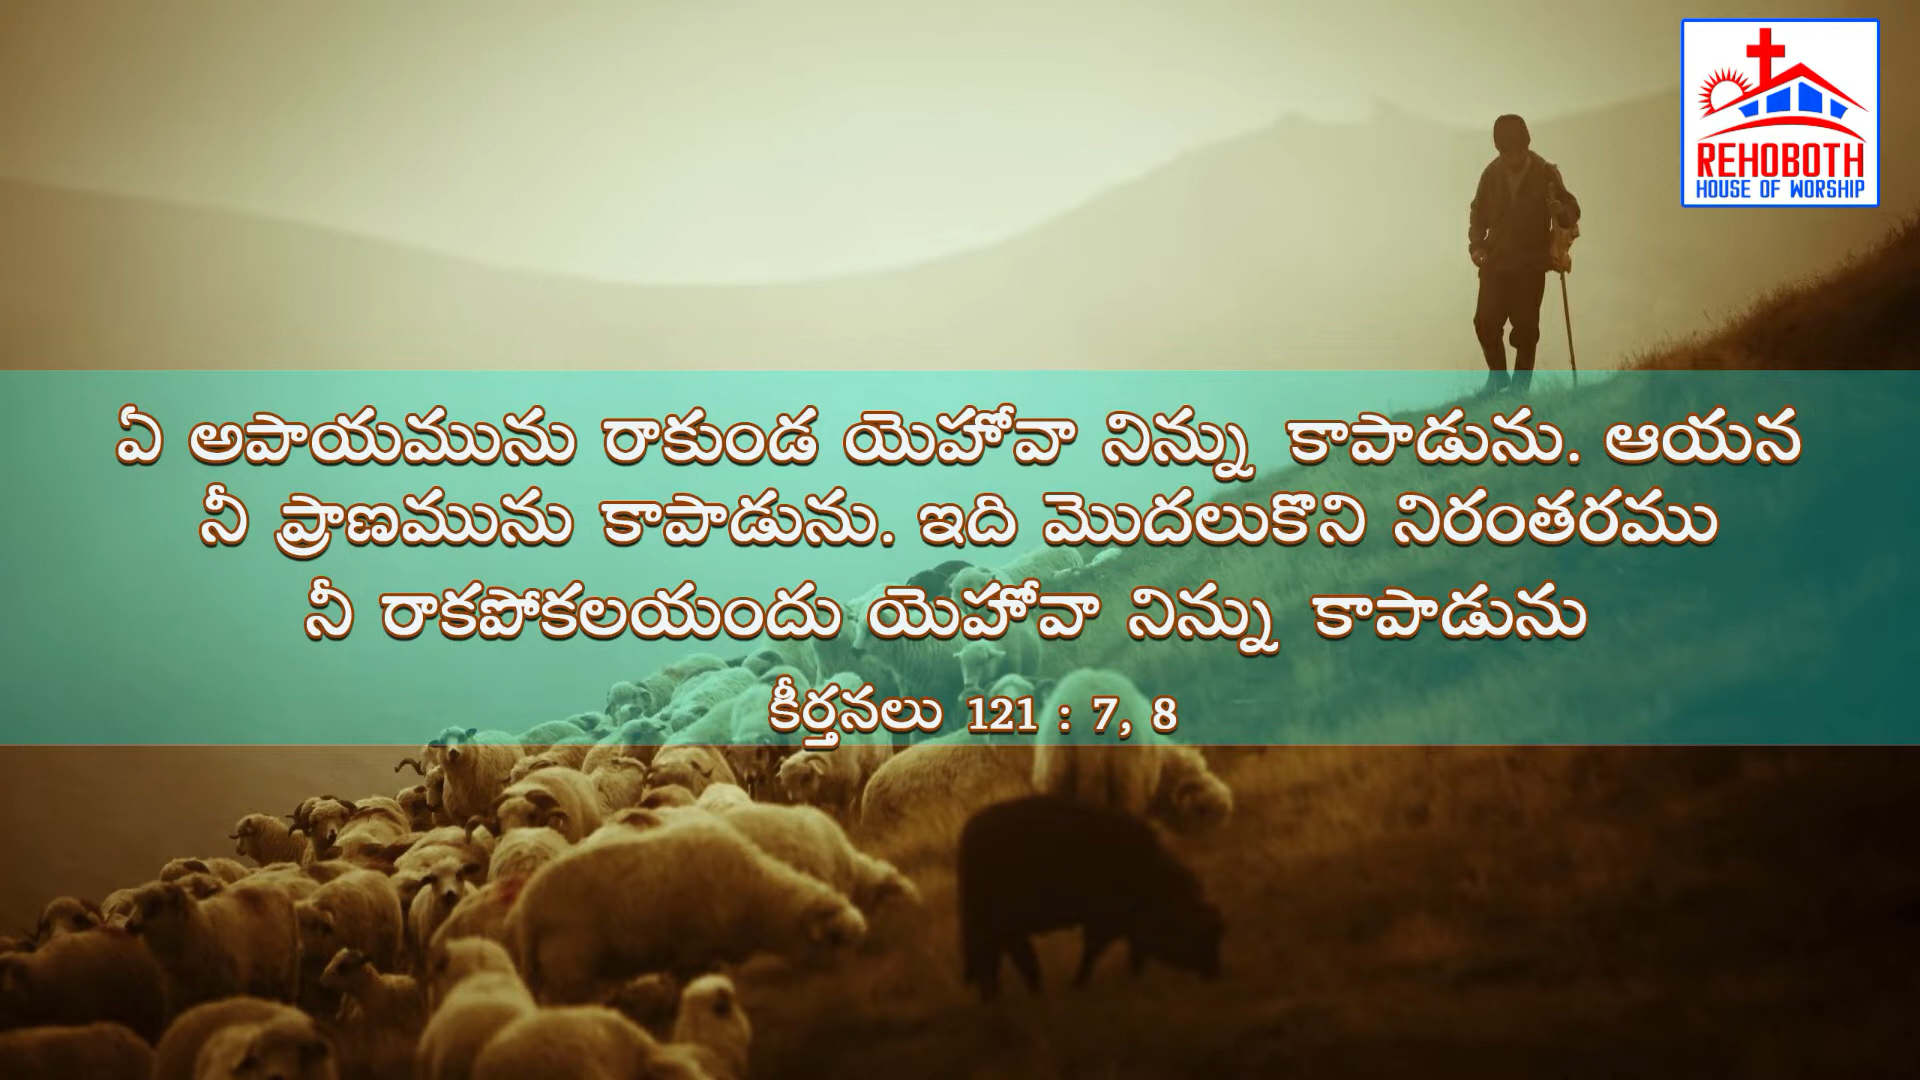 REHOBOTH
HOUSE OF WORSHIP
ఏ అపాయమును రాకుండ యెహోవా నిన్ను కాపాడును. ఆయన
నీ ప్రాణమును కాపాడును. ఇది మొదలుకొని నిరంతరము
నీ రాకపోకలయందు యెహోవా నిన్ను కాపాడును
కీర్తనలు 121 : 7, 8